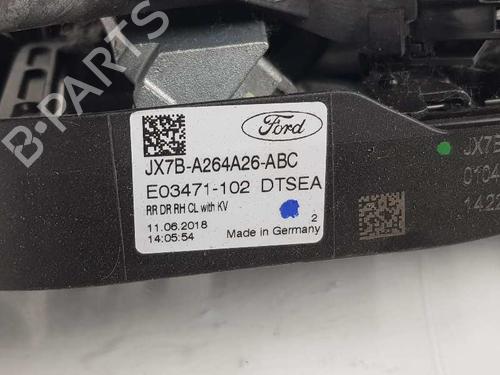 B-PARTS
Ford
JX7B-A264A26-ABC
E03471-102 DTSEA
RR DR RH CL with KV
11.06.2018
14:05:54
2
Made in Germany
JX7B
0104
1422